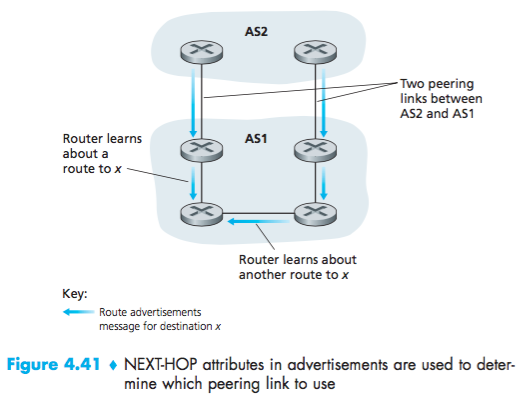 AS2
Two peering
links between
AS2 and AS1
Router learns
about a
route to x
AS1
Router learns about
another route to x
Key:
Route advertisements
message for destination x
Figure 4.41 ♦ NEXT-HOP attributes in advertisements are used to deter-
mine which peering link to use